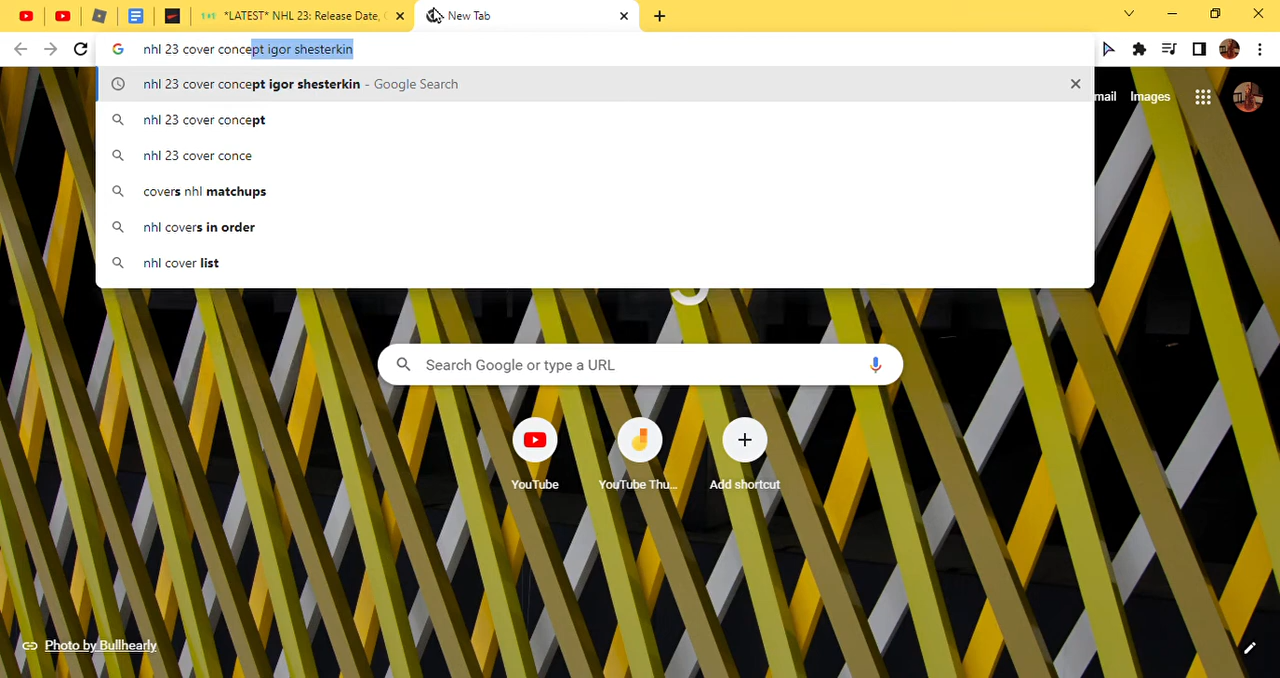 *LATEST* NHL 23: Release Date, C
New Tab
nhl 23 cover concept igor shesterkin
nhl 23 cover concept igor shesterkin - Google Search
mail Images
nhl 23 cover concept
nhl 23 cover conce
covers nhl matchups
nhl covers in order
nhl cover list
Search Google or type a URL
YouTube YouTube Thu... Add shortcut
Photo by Bullhearly